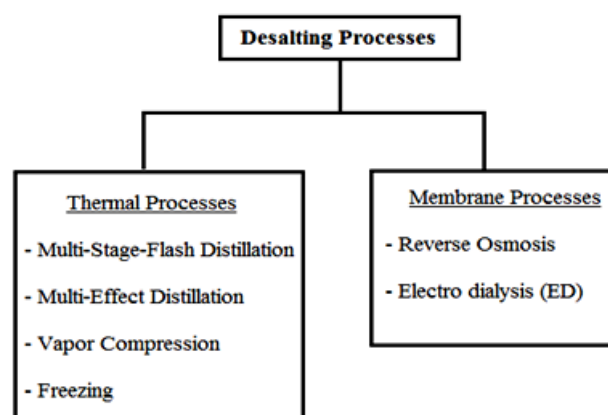 Desalting Processes
Thermal Processes
- Multi-Stage-Flash Distillation
- Multi-Effect Distillation
- Vapor Compression
- Freezing
Membrane Processes
- Reverse Osmosis
- Electro dialysis (ED)